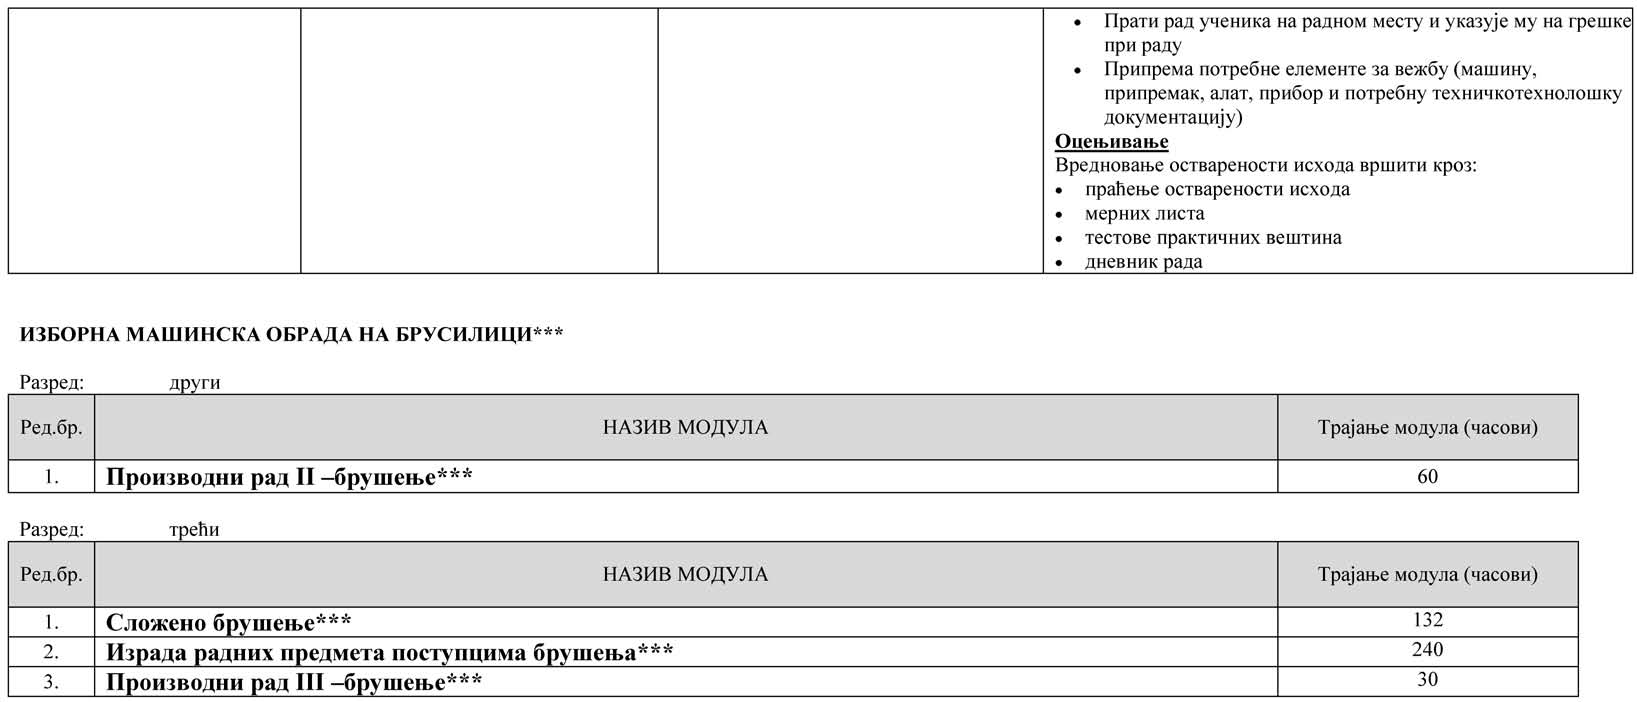 • Прати рад ученика на радном месту и указује му на грешке
при раду
• Припрема потребне елементе за вежбу (машину,
припремак, алат, прибор и потребну техничкотехнолошку
документацију)
Оцењивање
Вредновање остварености исхода вршити кроз:
• праћење остварености исхода
• мерних листа
• тестове практичних вештина
• дневник рада
ИЗБОРНА МАШИНСКА ОБРАДА НА БРУСИЛИЦИ***
Разред: други
Ред.бр. НАЗИВ МОДУЛА Трајање модула (часови)
1. Производни рад II –брушење*** 60
Разред: трећи
Ред.бр. НАЗИВ МОДУЛА Трајање модула (часови)
1. Сложено брушење*** 132
2. Израда радних предмета поступцима брушења*** 240
3. Производни рад III –брушење*** 30